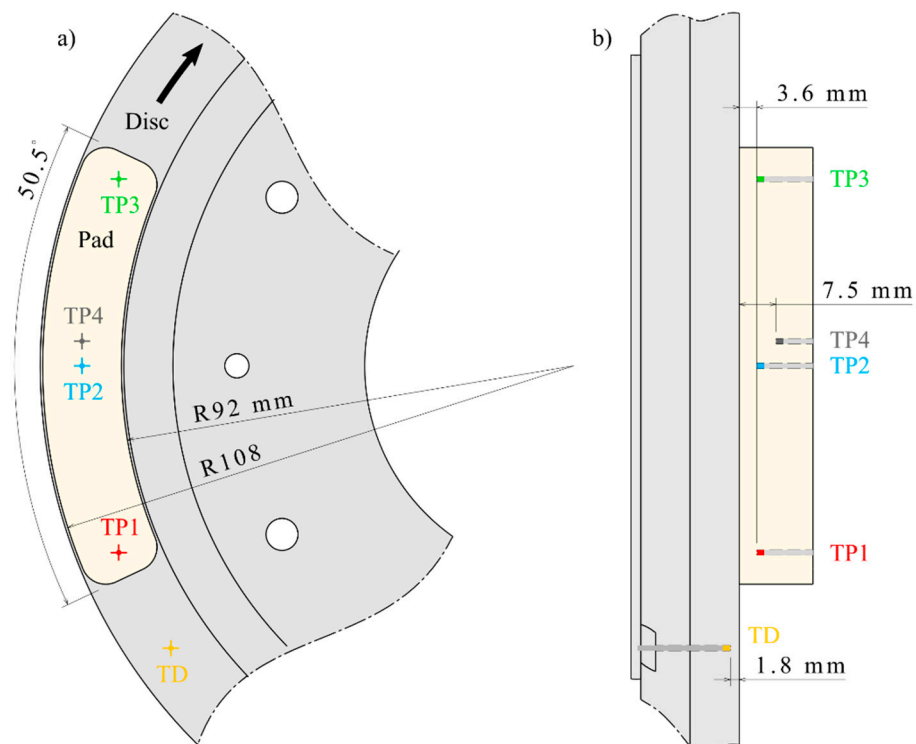 a)
Disc
50.5°
TP3
Pad
TP4
TP2
R92 mm
R108
TP1
TD
b)
3.6 mm
TP3
7.5 mm
TP4
TP2
TP1
TD
1.8 mm